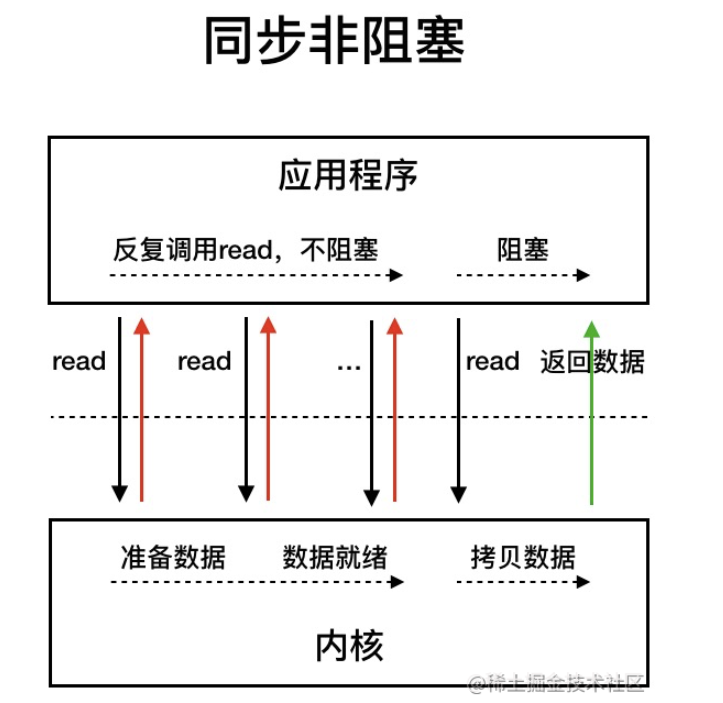 同步非阻塞
应用程序
反复调用read，不阻塞 阻塞
read read … read 返回数据
准备数据 数据就绪 拷贝数据
内核
@稀土掘金技术社区